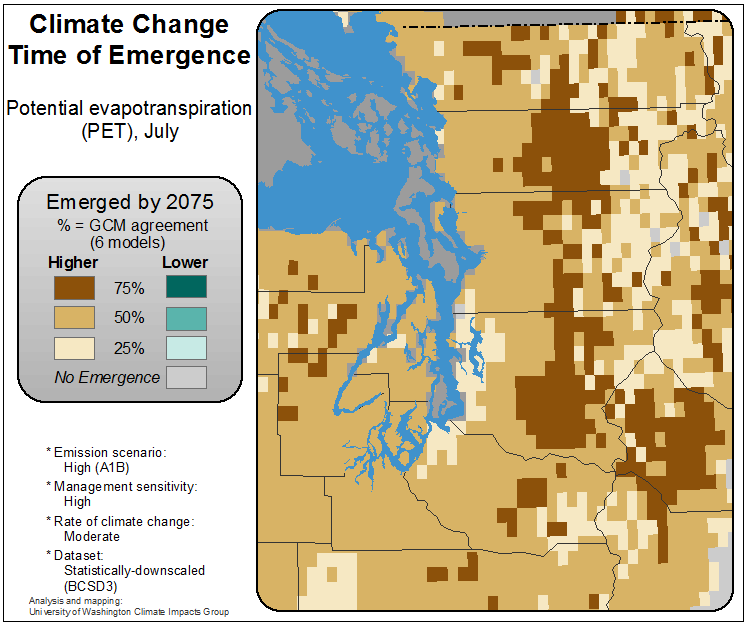 Climate Change
Time of Emergence
Potential evapotranspiration
(PET), July
Emerged by 2075
% = GCM agreement
(6 models)
Higher Lower
75%
50%
25%
No Emergence
* Emission scenario:
High (A1B)
* Management sensitivity:
High
* Rate of climate change:
Moderate
* Dataset:
Statistically-downscaled
(BCSD3)
Analysis and mapping:
University of Washington Climate Impacts Group